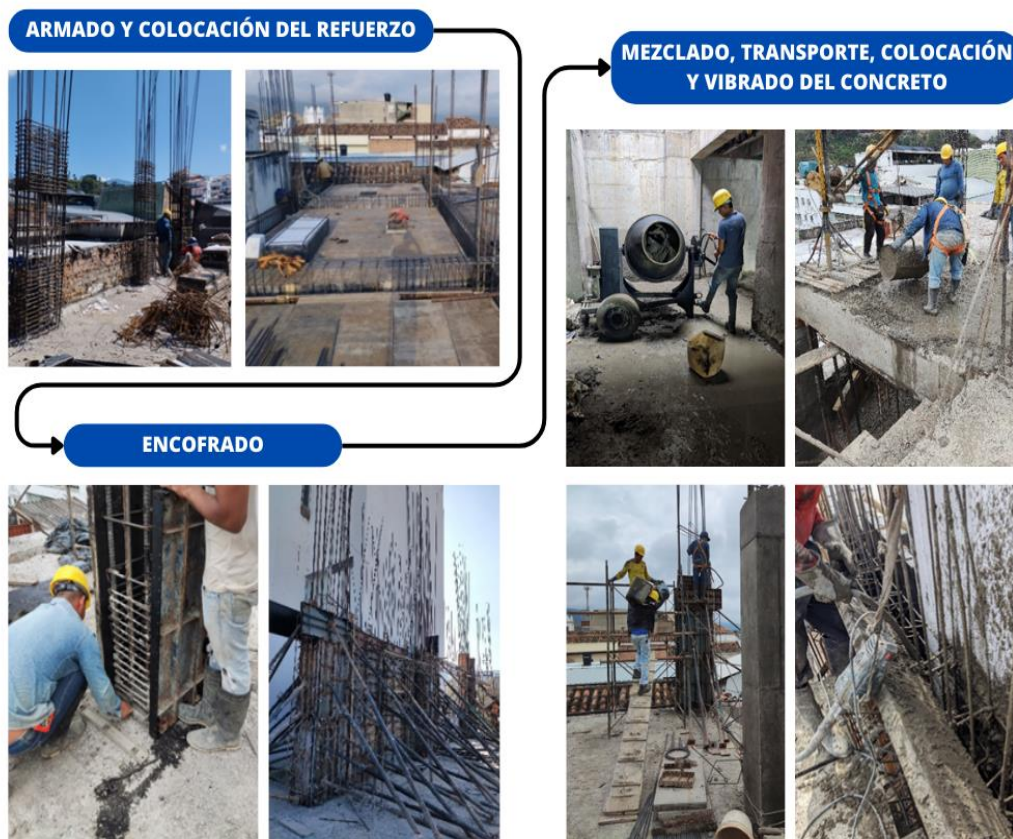 ARMADO Y COLOCACIÓN DEL REFUERZO
ENCOFRADO
MEZCLADO, TRANSPORTE, COLOCACIÓN
Y VIBRADO DEL CONCRETO